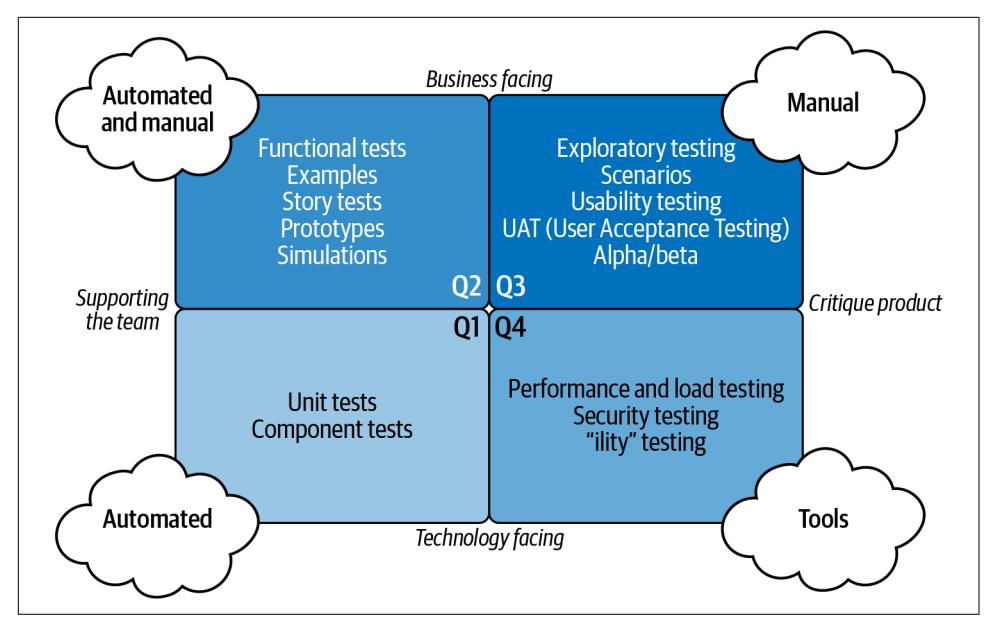 Business facing
Automated
and manual
Manual
Functional tests
Examples
Story tests
Prototypes
Simulations
Q2
Exploratory testing
Scenarios
Usability testing
UAT (User Acceptance Testing)
Alpha/beta
Q3
Supporting
the team
Critique product
Q1
Unit tests
Component tests
Q4
Performance and load testing
Security testing
“ility” testing
Automated
Tools
Technology facing